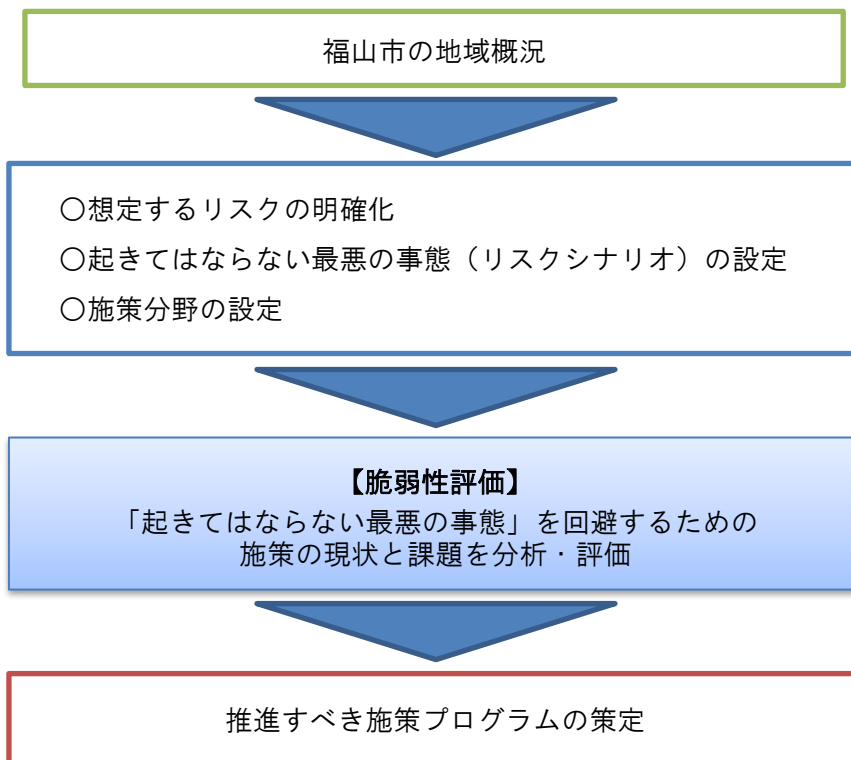 福山市の地域概況
〇想定するリスクの明確化
〇起きてはならない最悪の事態（リスクシナリオ）の設定
〇施策分野の設定
【脆弱性評価】
「起きてはならない最悪の事態」を回避するための
施策の現状と課題を分析・評価
推進すべき施策プログラムの策定